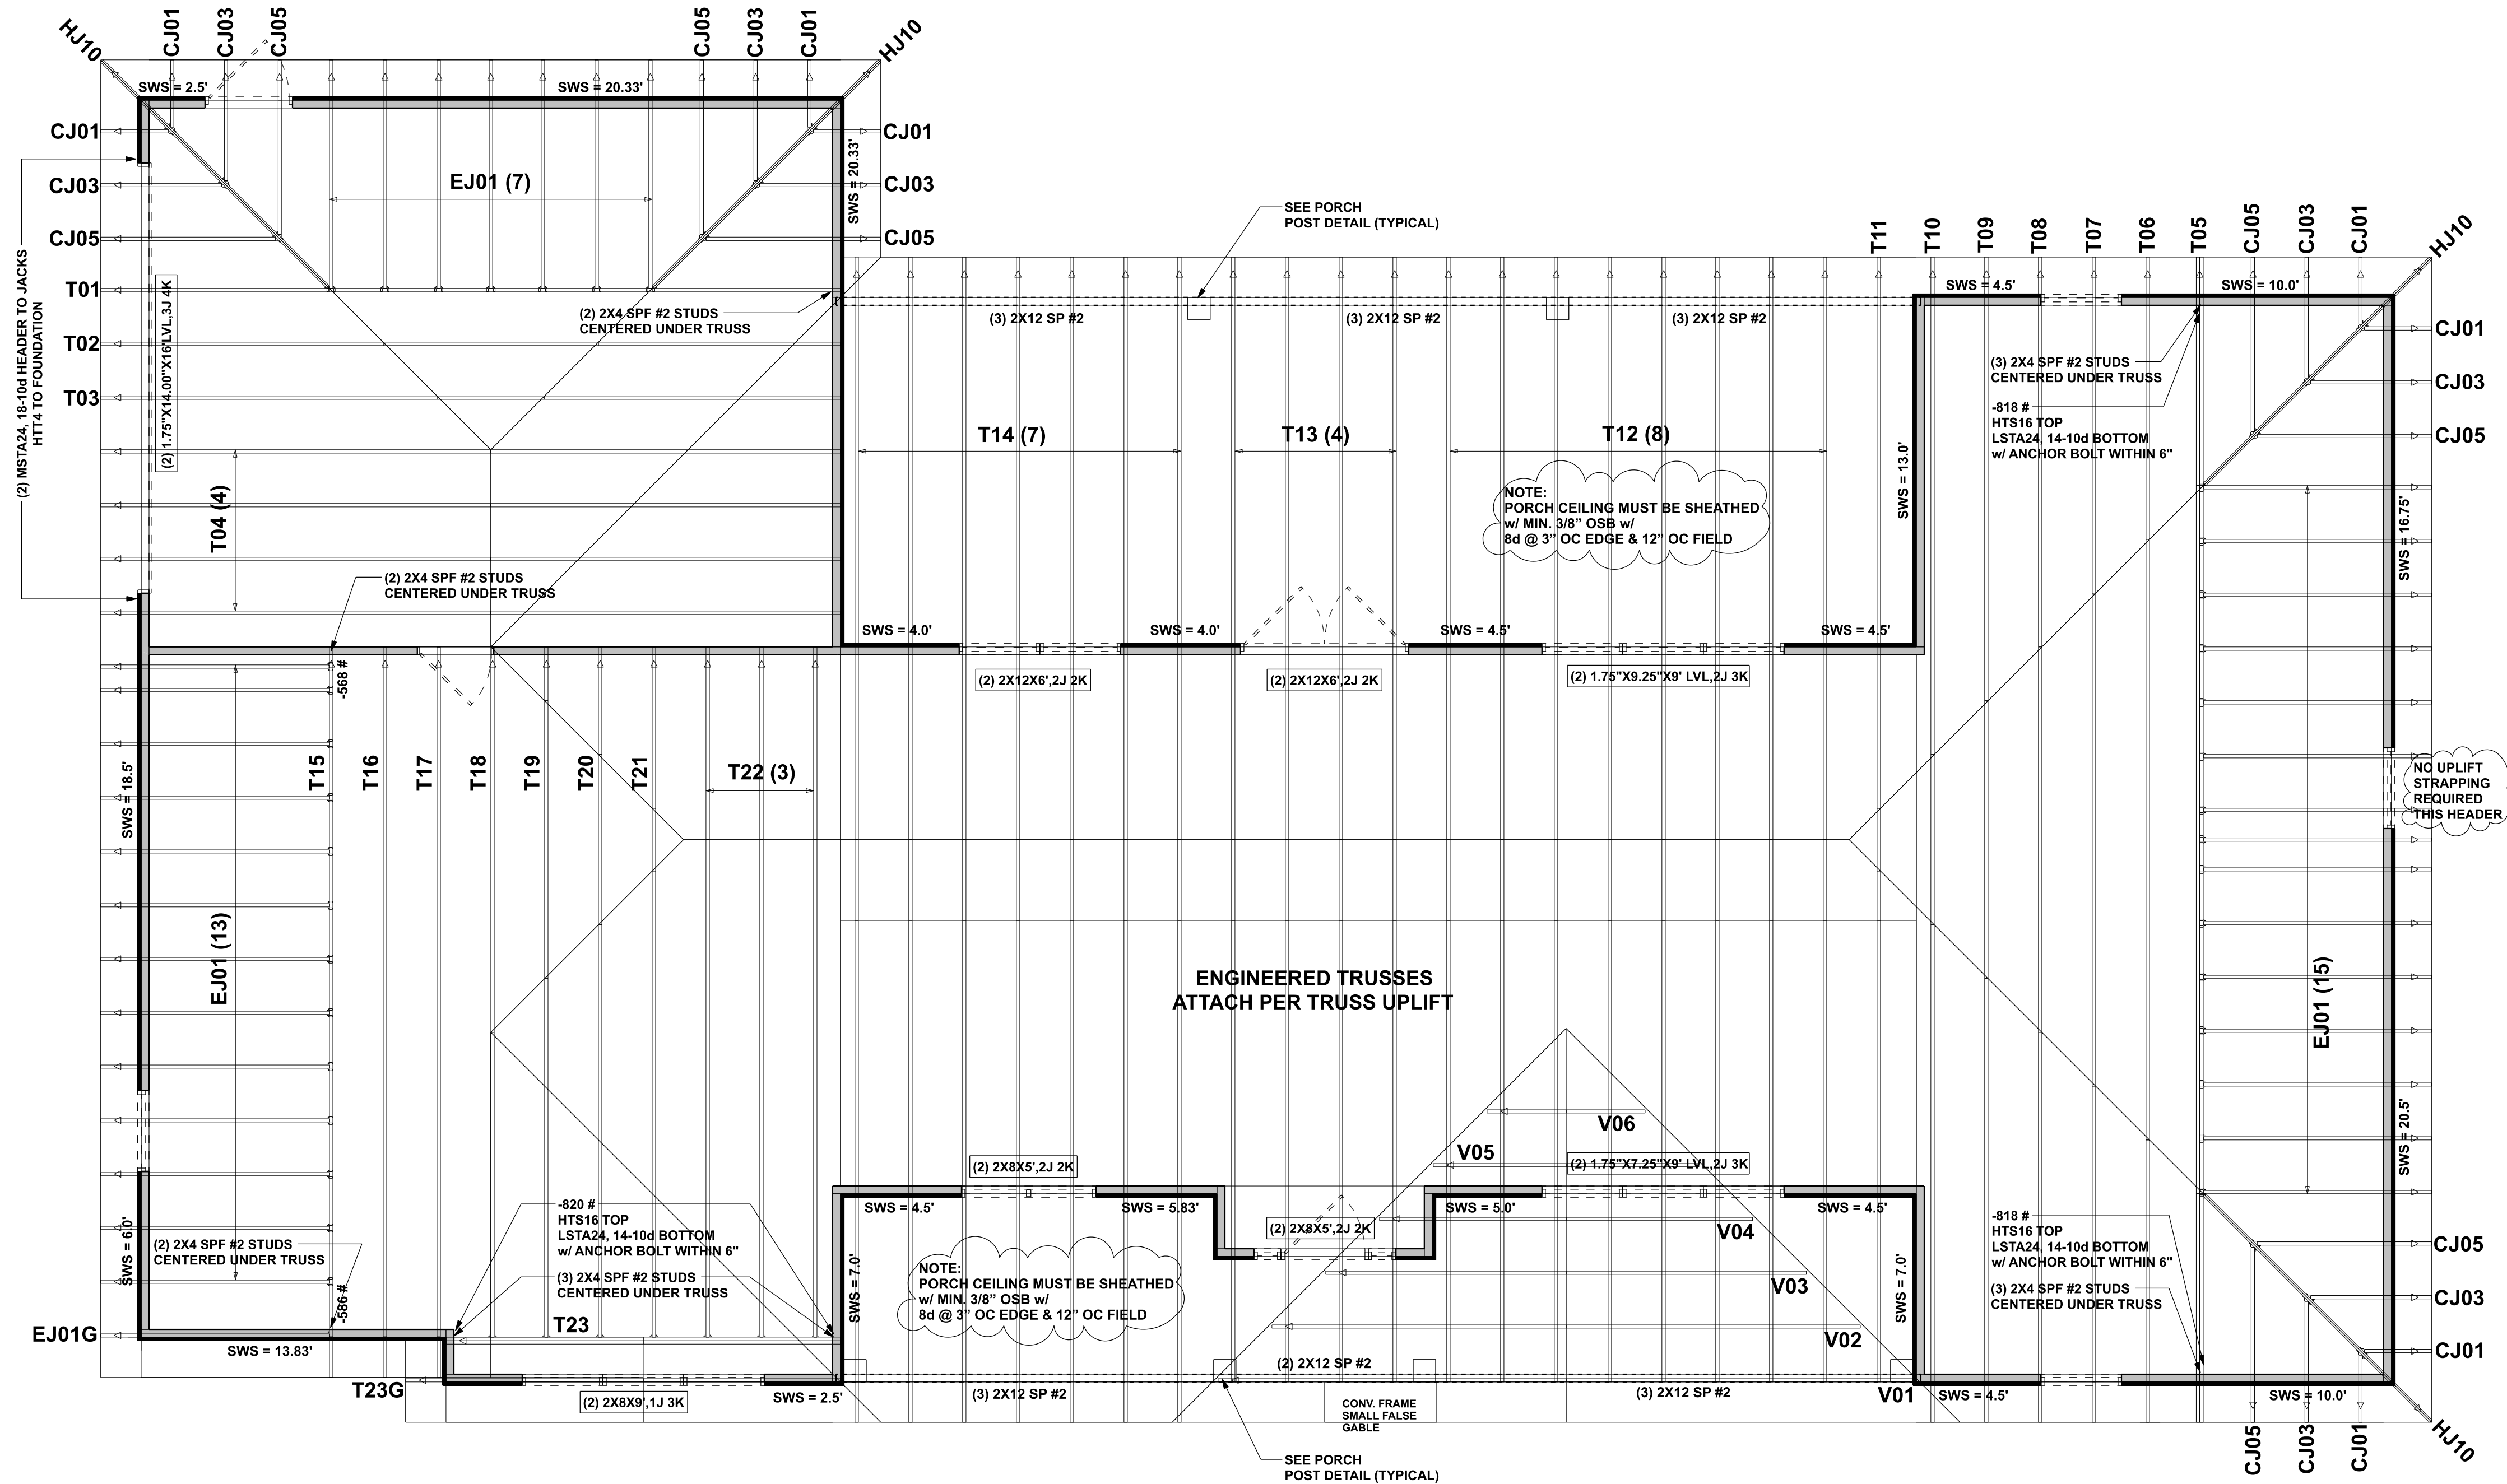 HJ10
CJ01
CJ03
CJ05
CJ05
CJ03
CJ01
HJ10
SWS = 2.5'
SWS = 20.33'
CJ01
CJ03
CJ05
T01
T02
T03
EJ01 (7)
CJ01
CJ03
CJ05
SWS = 20.33'
(2) MSTA24, 18-10d HEADER TO JACKS
HTT4 TO FOUNDATION
(2) 1.75"X14.00"X16'LVL,3J 4K
(2) 2X4 SPF #2 STUDS
CENTERED UNDER TRUSS
T04 (4)
(2) 2X4 SPF #2 STUDS
CENTERED UNDER TRUSS
-568 #
SEE PORCH
POST DETAIL (TYPICAL)
(3) 2X12 SP #2
(3) 2X12 SP #2
(3) 2X12 SP #2
T14 (7)
T13 (4)
T12 (8)
NOTE:
PORCH CEILING MUST BE SHEATHED
w/ MIN. 3/8” OSB w/
8d @ 3” OC EDGE & 12” OC FIELD
SWS = 13.0'
SWS = 4.0'
SWS = 4.0'
SWS = 4.5'
SWS = 4.5'
(2) 2X12X6',2J 2K
(2) 2X12X6',2J 2K
(2) 1.75"X9.25"X9' LVL,2J 3K
T11
T10
T09
T08
T07
T06
T05
CJ05
CJ03
CJ01
HJ10
SWS = 4.5'
SWS = 10.0'
CJ01
CJ03
CJ05
(3) 2X4 SPF #2 STUDS
CENTERED UNDER TRUSS
-818 #
HTS16 TOP
LSTA24, 14-10d BOTTOM
w/ ANCHOR BOLT WITHIN 6"
SWS = 16.75'
NO UPLIFT
STRAPPING
REQUIRED
THIS HEADER
SWS = 18.5'
T15
T16
T17
T18
T19
T20
T21
T22 (3)
EJ01 (13)
ENGINEERED TRUSSES
ATTACH PER TRUSS UPLIFT
EJ01 (15)
SWS = 20.5'
V06
V05
V04
V03
V02
V01
(2) 2X8X5',2J 2K
(2) 1.75"X7.25"X9' LVL,2J 3K
SWS = 4.5'
SWS = 5.83'
SWS = 5.0'
SWS = 4.5'
(2) 2X8X5',2J 2K
-820 #
HTS16 TOP
LSTA24, 14-10d BOTTOM
w/ ANCHOR BOLT WITHIN 6"
(3) 2X4 SPF #2 STUDS
CENTERED UNDER TRUSS
SWS = 6.0'
(2) 2X4 SPF #2 STUDS
CENTERED UNDER TRUSS
-586 #
EJ01G
SWS = 13.83'
T23
T23G
(2) 2X8X9',1J 3K
SWS = 2.5'
SWS = 7.0'
NOTE:
PORCH CEILING MUST BE SHEATHED
w/ MIN. 3/8” OSB w/
8d @ 3” OC EDGE & 12” OC FIELD
(3) 2X12 SP #2
(2) 2X12 SP #2
(3) 2X12 SP #2
CONV. FRAME
SMALL FALSE
GABLE
SEE PORCH
POST DETAIL (TYPICAL)
SWS = 7.0'
-818 #
HTS16 TOP
LSTA24, 14-10d BOTTOM
w/ ANCHOR BOLT WITHIN 6"
(3) 2X4 SPF #2 STUDS
CENTERED UNDER TRUSS
SWS = 4.5'
SWS = 10.0'
CJ05
CJ03
CJ01
CJ05
CJ03
CJ01
HJ10